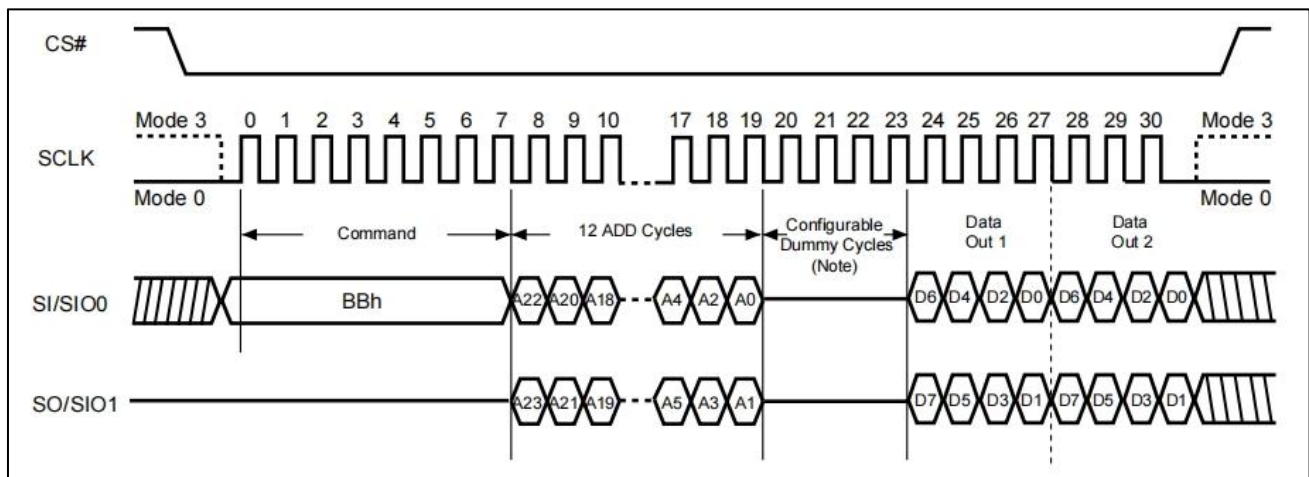 CS#
Mode 3 0 1 2 3 4 5 6 7 8 9 10 17 18 19 20 21 22 23 24 25 26 27 28 29 30 Mode 3
SCLK
Mode 0 Mode 0
Command 12 ADD Cycles Configurable Dummy Cycles (Note) Data Out 1 Data Out 2
SI/SIO0 BBh A22 A20 A18 A4 A2 A0 D6 D4 D2 D0 D6 D4 D2 D0
SO/SIO1 A23 A21 A19 A5 A3 A1 D7 D5 D3 D1 D7 D5 D3 D1